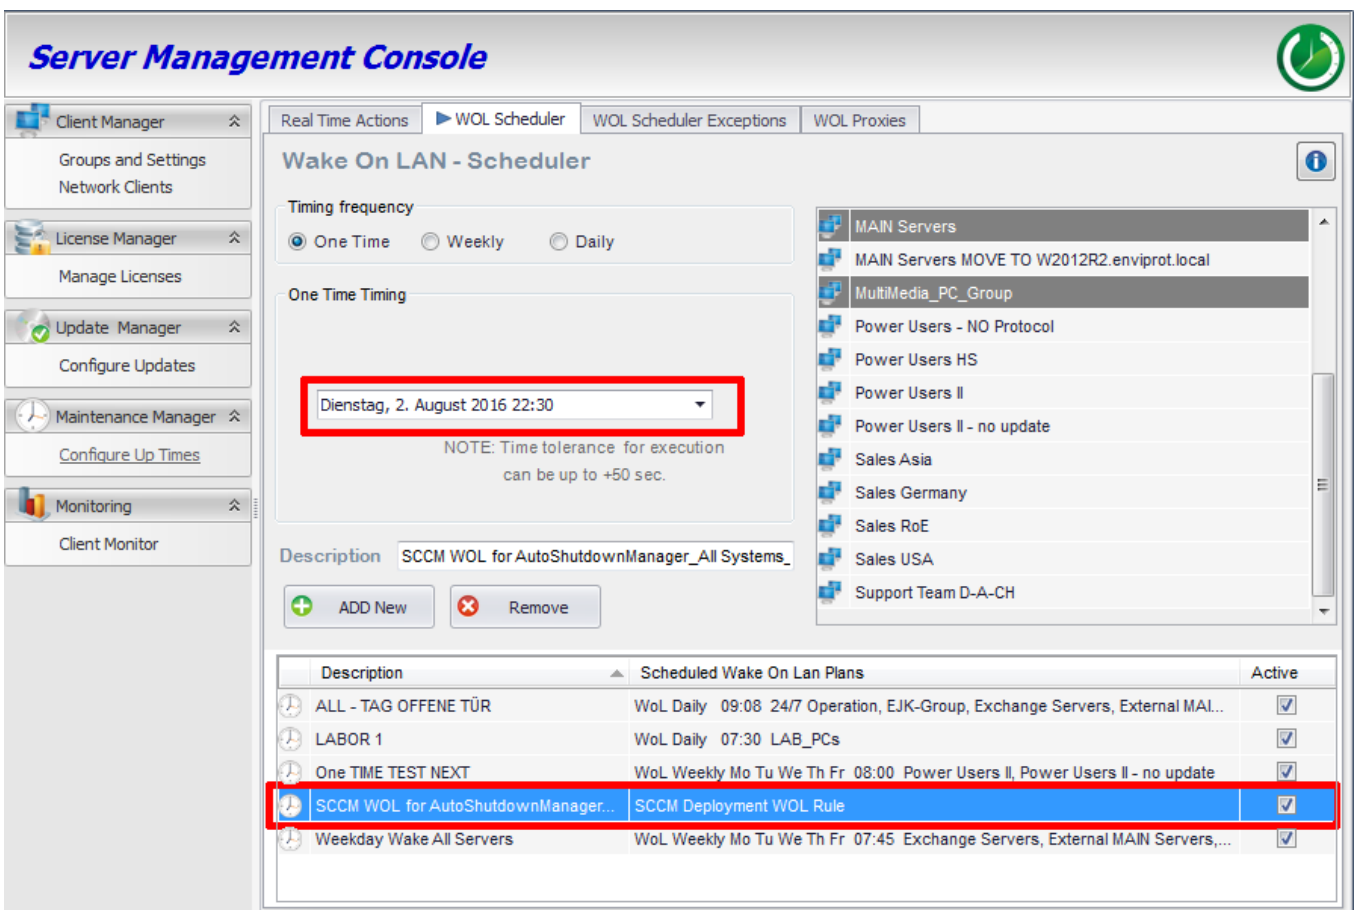 Server Management Console
Client Manager
Groups and Settings
Network Clients
License Manager
Manage Licenses
Update Manager
Configure Updates
Maintenance Manager
Configure Up Times
Monitoring
Client Monitor
Real Time Actions
WOL Scheduler
WOL Scheduler Exceptions
WOL Proxies
Wake On LAN - Scheduler
Timing frequency
One Time Weekly Daily
One Time Timing
Dienstag, 2. August 2016 22:30
NOTE: Time tolerance for execution
can be up to +50 sec.
Description SCCM WOL for AutoShutdownManager_All Systems_
ADD New Remove
MAIN Servers
MAIN Servers MOVE TO W2012R2.enviprot.local
MultiMedia_PC_Group
Power Users - NO Protocol
Power Users HS
Power Users II
Power Users II - no update
Sales Asia
Sales Germany
Sales RoE
Sales USA
Support Team D-A-CH
Description Scheduled Wake On Lan Plans Active
ALL - TAG OFFENE TÜR WoL Daily 09:08 24/7 Operation, EJK-Group, Exchange Servers, External MAI...
LABOR 1 WoL Daily 07:30 LAB_PCs
One TIME TEST NEXT WoL Weekly Mo Tu We Th Fr 08:00 Power Users II, Power Users II - no update
SCCM WOL for AutoShutdownManager... SCCM Deployment WOL Rule
Weekday Wake All Servers WoL Weekly Mo Tu We Th Fr 07:45 Exchange Servers, External MAIN Servers,...